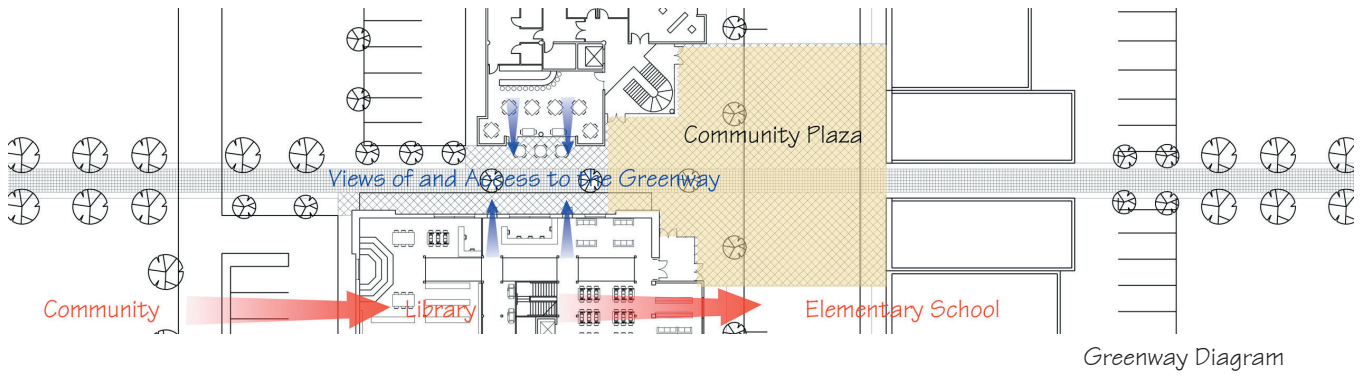 Community Plaza
Views of and Access to the Greenway
Community
Library
Elementary School
Greenway Diagram